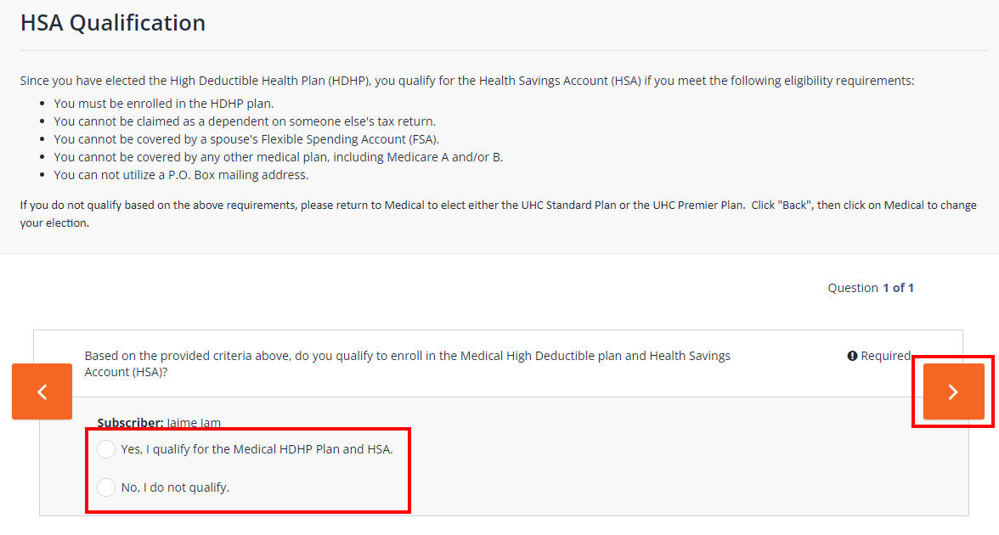 HSA Qualification
Since you have elected the High Deductible Health Plan (HDHP), you qualify for the Health Savings Account (HSA) if you meet the following eligibility requirements:
• You must be enrolled in the HDHP plan.
• You cannot be claimed as a dependent on someone else's tax return.
• You cannot be covered by a spouse's Flexible Spending Account (FSA).
• You cannot be covered by any other medical plan, including Medicare A and/or B.
• You can not utilize a P.O. Box mailing address.
If you do not qualify based on the above requirements, please return to Medical to elect either the UHC Standard Plan or the UHC Premier Plan.  Click "Back", then click on Medical to change
your election.
Question 1 of 1
Based on the provided criteria above, do you qualify to enroll in the Medical High Deductible plan and Health Savings
Account (HSA)?
Required
Subscriber: Jaime Jam
Yes, I qualify for the Medical HDHP Plan and HSA.
No, I do not qualify.